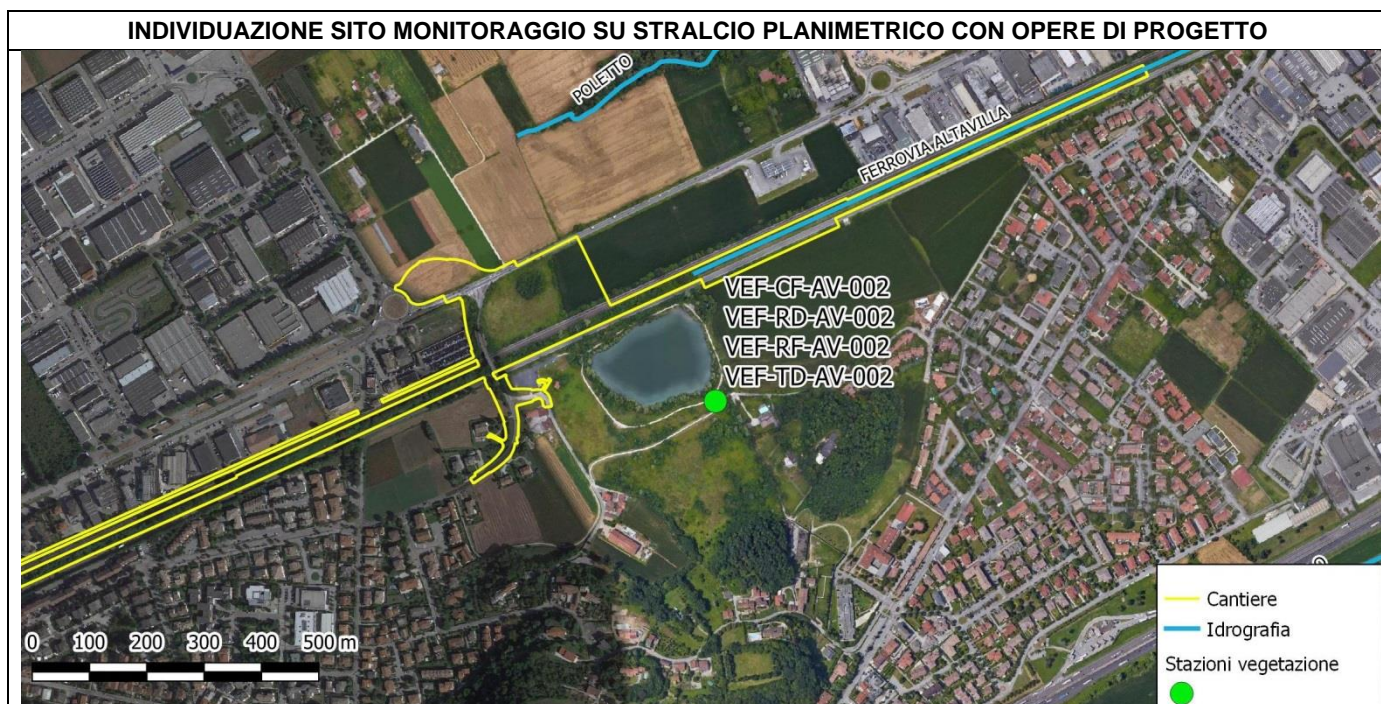 INDIVIDUAZIONE SITO MONITORAGGIO SU STRALCIO PLANIMETRICO CON OPERE DI PROGETTO
POLETTO
FERROVIA ALTAVILLA
VEF-CF-AV-002
VEF-RD-AV-002
VEF-RF-AV-002
VEF-TD-AV-002
0 100 200 300 400 500 m
Cantiere
Idrografia
Stazioni vegetazione